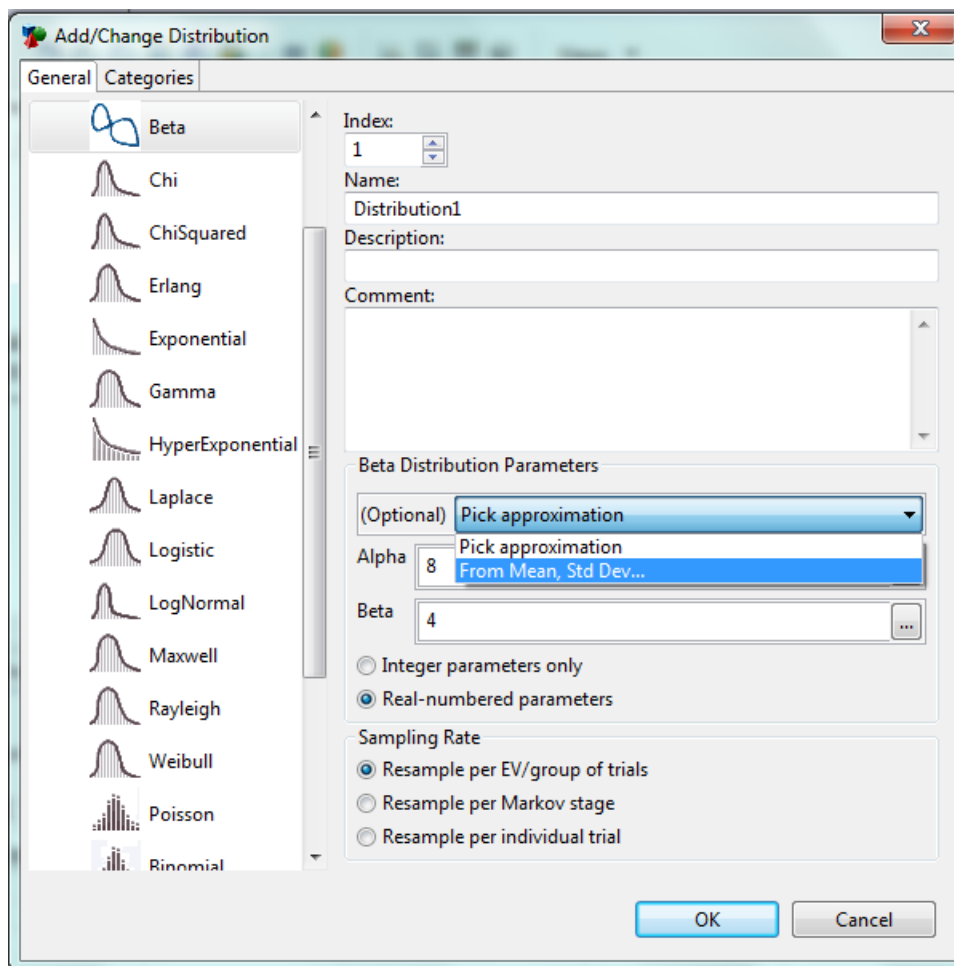 Add/Change Distribution
General Categories
Beta
Chi
ChiSquared
Erlang
Exponential
Gamma
HyperExponential
Laplace
Logistic
LogNormal
Maxwell
Rayleigh
Weibull
Poisson
Binomial
Index:
1
Name:
Distribution1
Description:
Comment:
Beta Distribution Parameters
(Optional) Pick approximation
Pick approximation
From Mean, Std Dev...
Alpha 8
Beta 4 ...
Integer parameters only
Real-numbered parameters
Sampling Rate
Resample per EV/group of trials
Resample per Markov stage
Resample per individual trial
OK Cancel